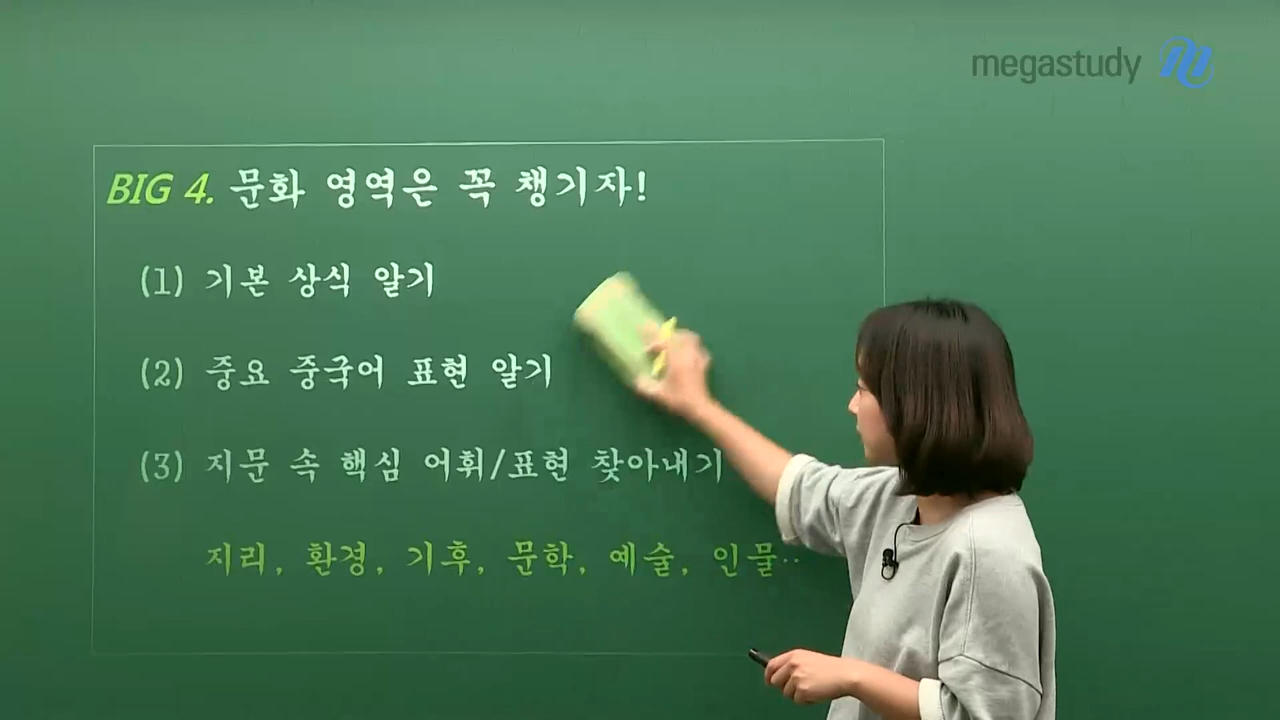 megastudy
BIG 4. 문화 영역은 꼭 챙기자!
(1) 기본 상식 알기
(2) 중요 중국어 표현 알기
(3) 지문 속 핵심 어휘/표현 찾아내기
지리, 환경, 기후, 문학, 예술, 인물‥